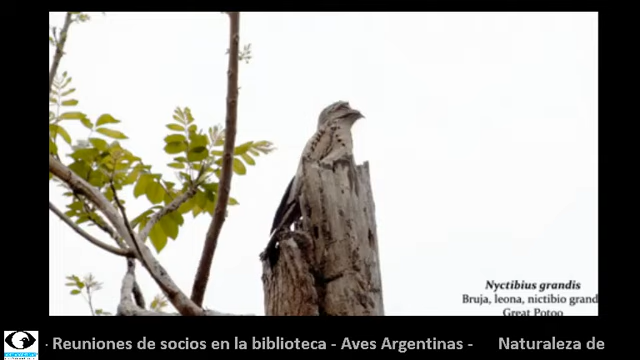 Nyctibius grandis
Bruja, leona, nictibio grand
Great Potoo
· Reuniones de socios en la biblioteca - Aves Argentinas - Naturaleza de